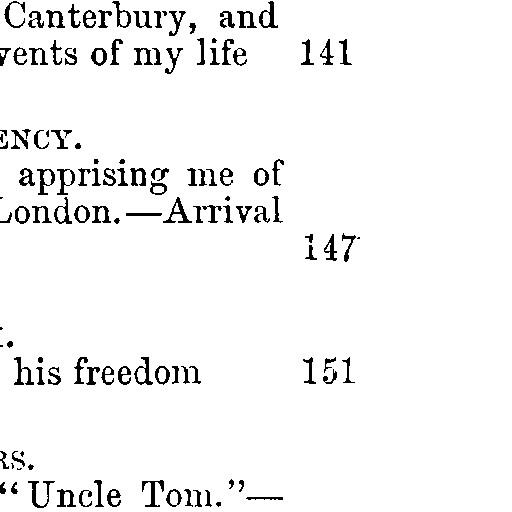 Canterbury, and
vents of my life 141
ENCY.
apprising me of
London.—Arrival
147
.
his freedom 151
RS.
“Uncle Tom.”—